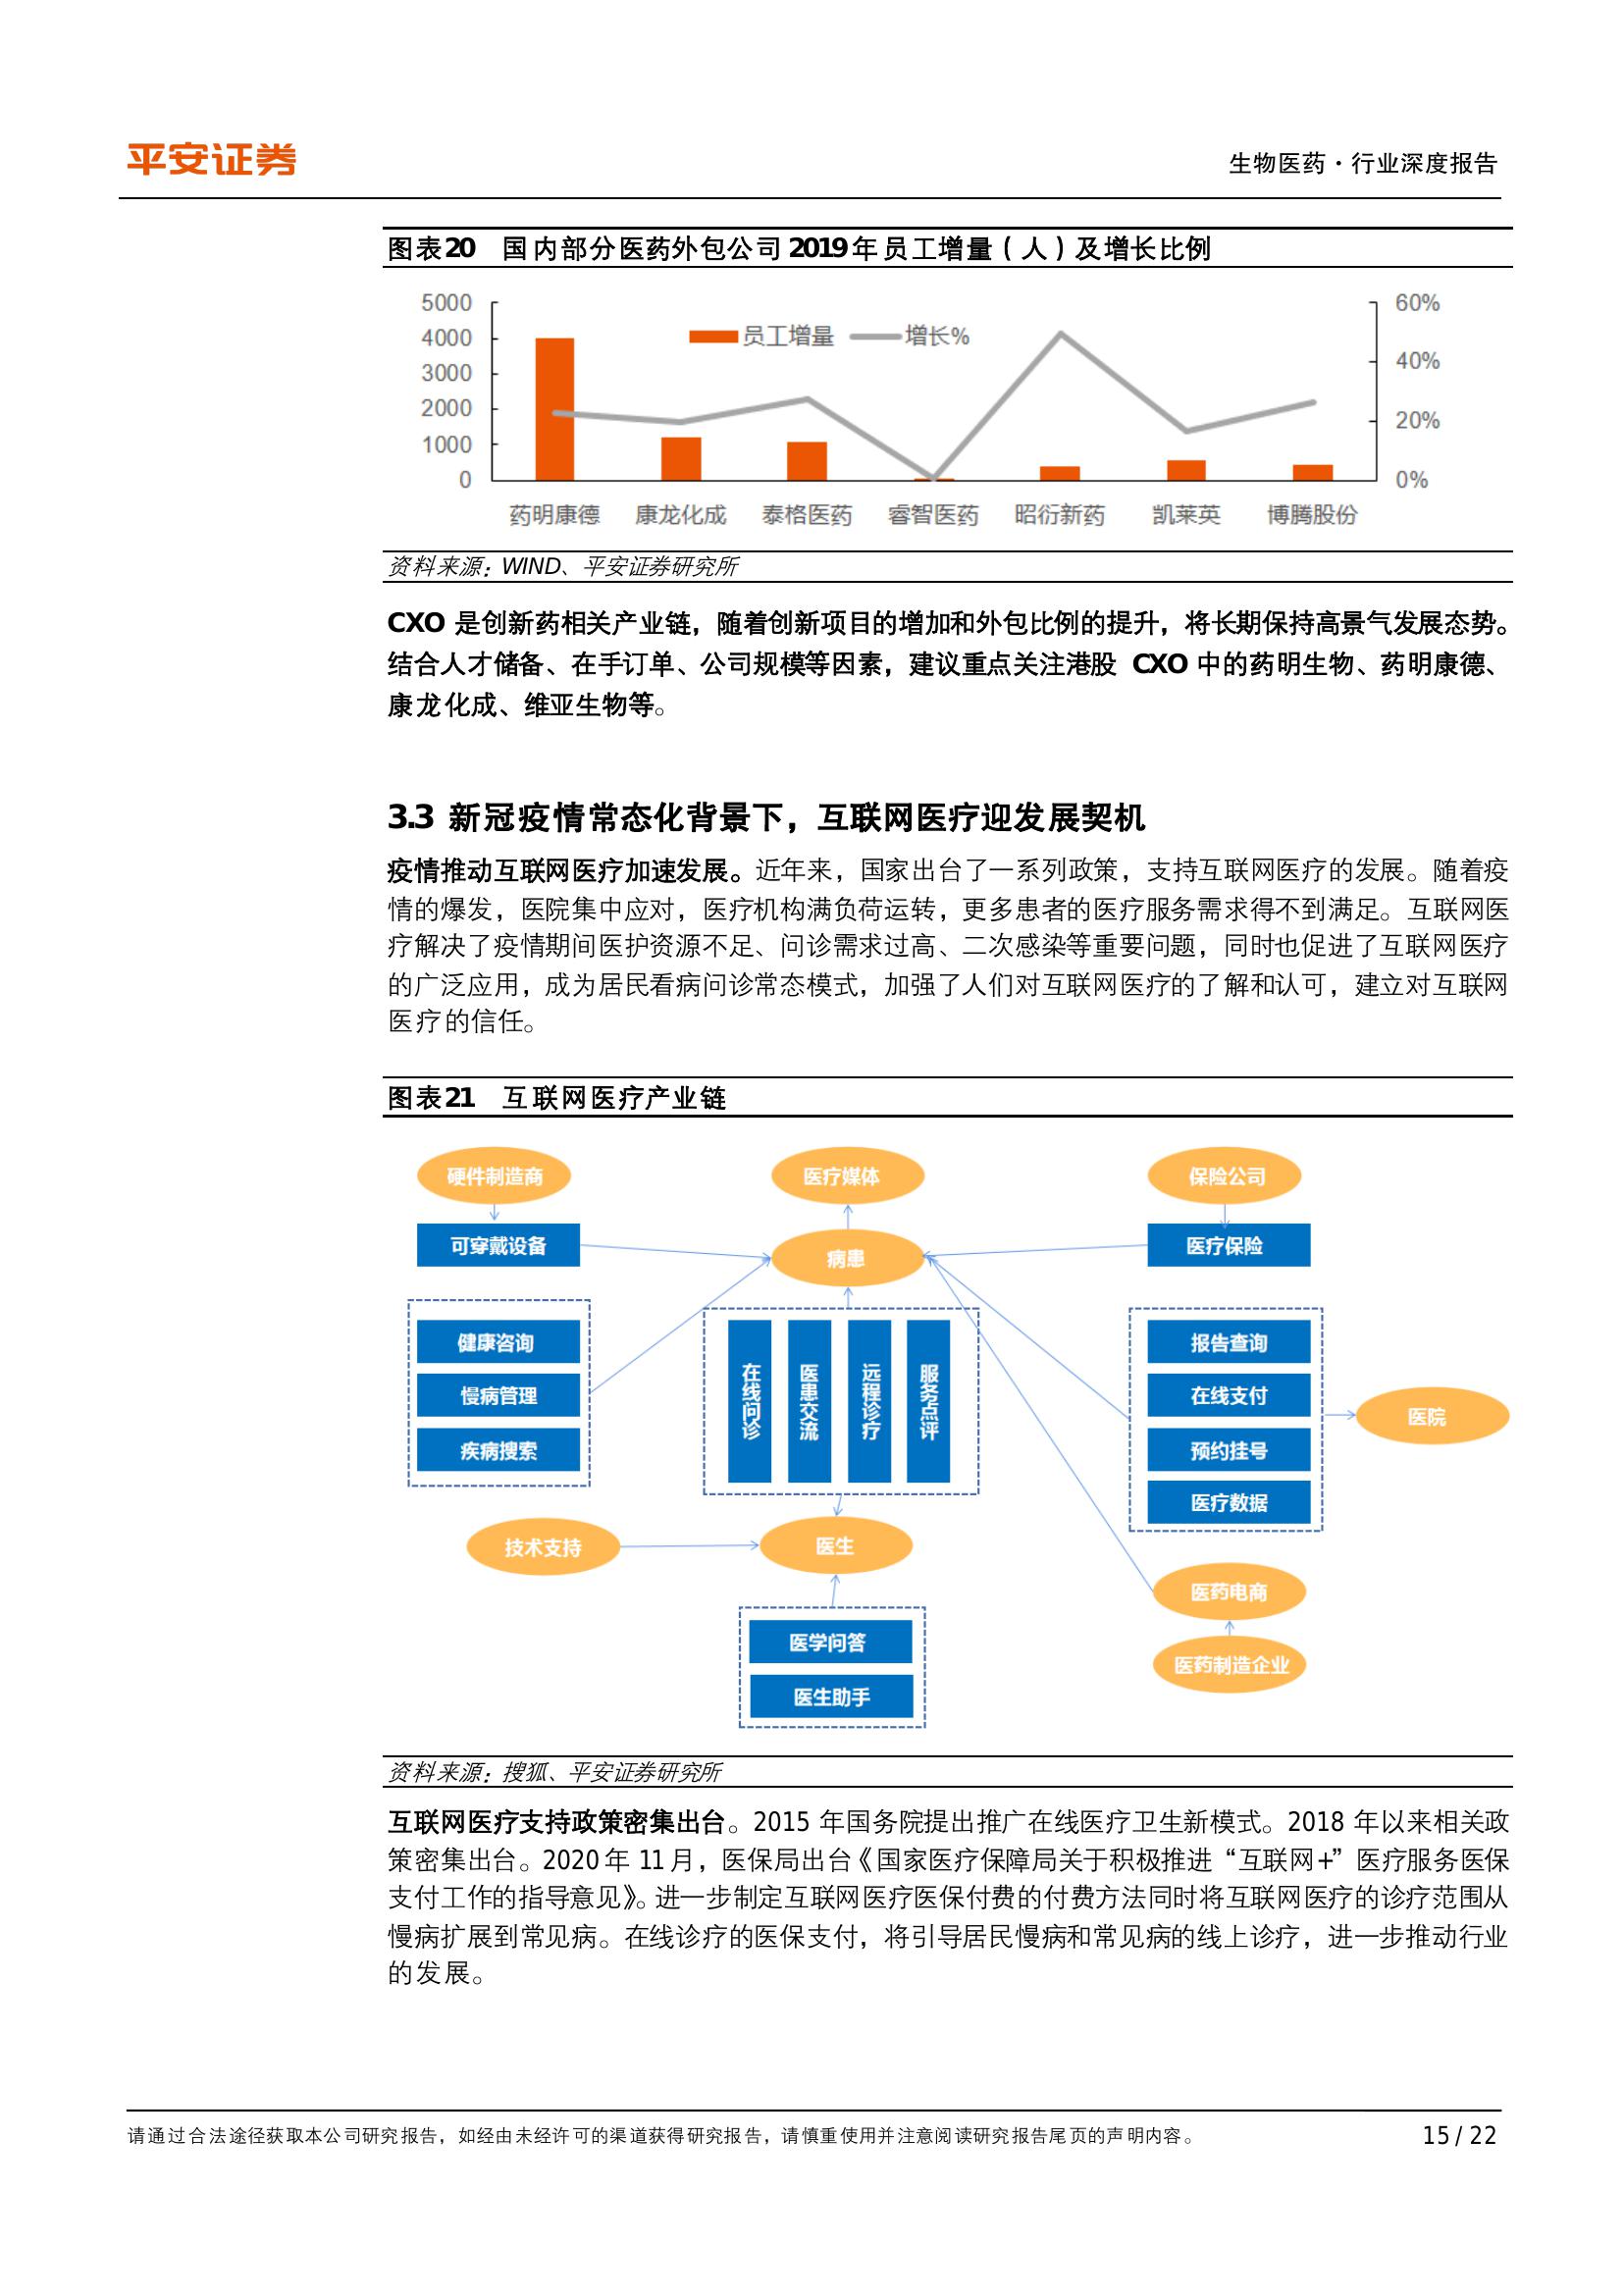 平安证券
生物医药·行业深度报告
图表20 国内部分医药外包公司2019年员工增量（人）及增长比例
5000
4000
3000
2000
1000
0
60%
40%
20%
0%
员工增量 增长%
药明康德 康龙化成 泰格医药 睿智医药 昭衍新药 凯莱英 博腾股份
资料来源：WIND、平安证券研究所
CXO 是创新药相关产业链，随着创新项目的增加和外包比例的提升，将长期保持高景气发展态势。
结合人才储备、在手订单、公司规模等因素，建议重点关注港股 CXO 中的药明生物、药明康德、
康龙化成、维亚生物等。
3.3 新冠疫情常态化背景下，互联网医疗迎发展契机
疫情推动互联网医疗加速发展。近年来，国家出台了一系列政策，支持互联网医疗的发展。随着疫
情的爆发，医院集中应对，医疗机构满负荷运转，更多患者的医疗服务需求得不到满足。互联网医
疗解决了疫情期间医护资源不足、问诊需求过高、二次感染等重要问题，同时也促进了互联网医疗
的广泛应用，成为居民看病问诊常态模式，加强了人们对互联网医疗的了解和认可，建立对互联网
医疗的信任。
图表21 互联网医疗产业链
硬件制造商
医疗媒体
保险公司
可穿戴设备
病患
医疗保险
健康咨询
慢病管理
疾病搜索
在线问诊
医患交流
远程诊疗
服务点评
报告查询
在线支付
预约挂号
医疗数据
医院
技术支持
医生
医药电商
医学问答
医生助手
医药制造企业
资料来源：搜狐、平安证券研究所
互联网医疗支持政策密集出台。2015 年国务院提出推广在线医疗卫生新模式。2018 年以来相关政
策密集出台。2020 年 11 月，医保局出台《国家医疗保障局关于积极推进“互联网+”医疗服务医保
支付工作的指导意见》。进一步制定互联网医疗医保付费的付费方法同时将互联网医疗的诊疗范围从
慢病扩展到常见病。在线诊疗的医保支付，将引导居民慢病和常见病的线上诊疗，进一步推动行业
的发展。
请通过合法途径获取本公司研究报告，如经由未经许可的渠道获得研究报告，请慎重使用并注意阅读研究报告尾页的声明内容。
15 / 22